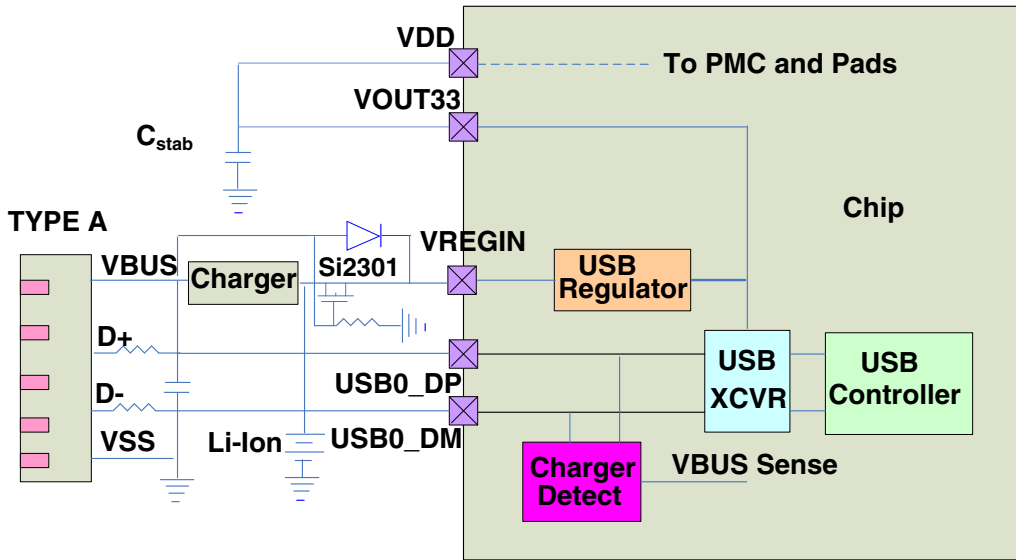 VDD
To PMC and Pads
VOUT33
Cstab
Chip
TYPE A
VREGIN
VBUS
Charger
Si2301
USB
Regulator
D+
USB0_DP
USB
XCVR
USB
Controller
D-
USB0_DM
VSS
Li-Ion
Charger
Detect
VBUS Sense